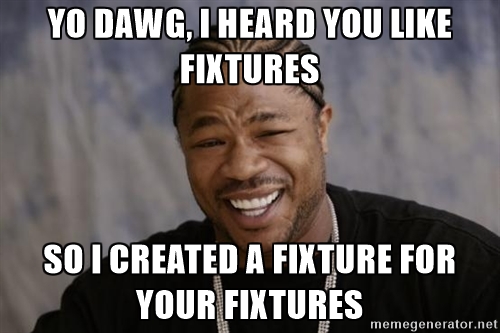 YO DAWG, I HEARD YOU LIKE
FIXTURES
SO I CREATED A FIXTURE FOR
YOUR FIXTURES
memegenerator.net